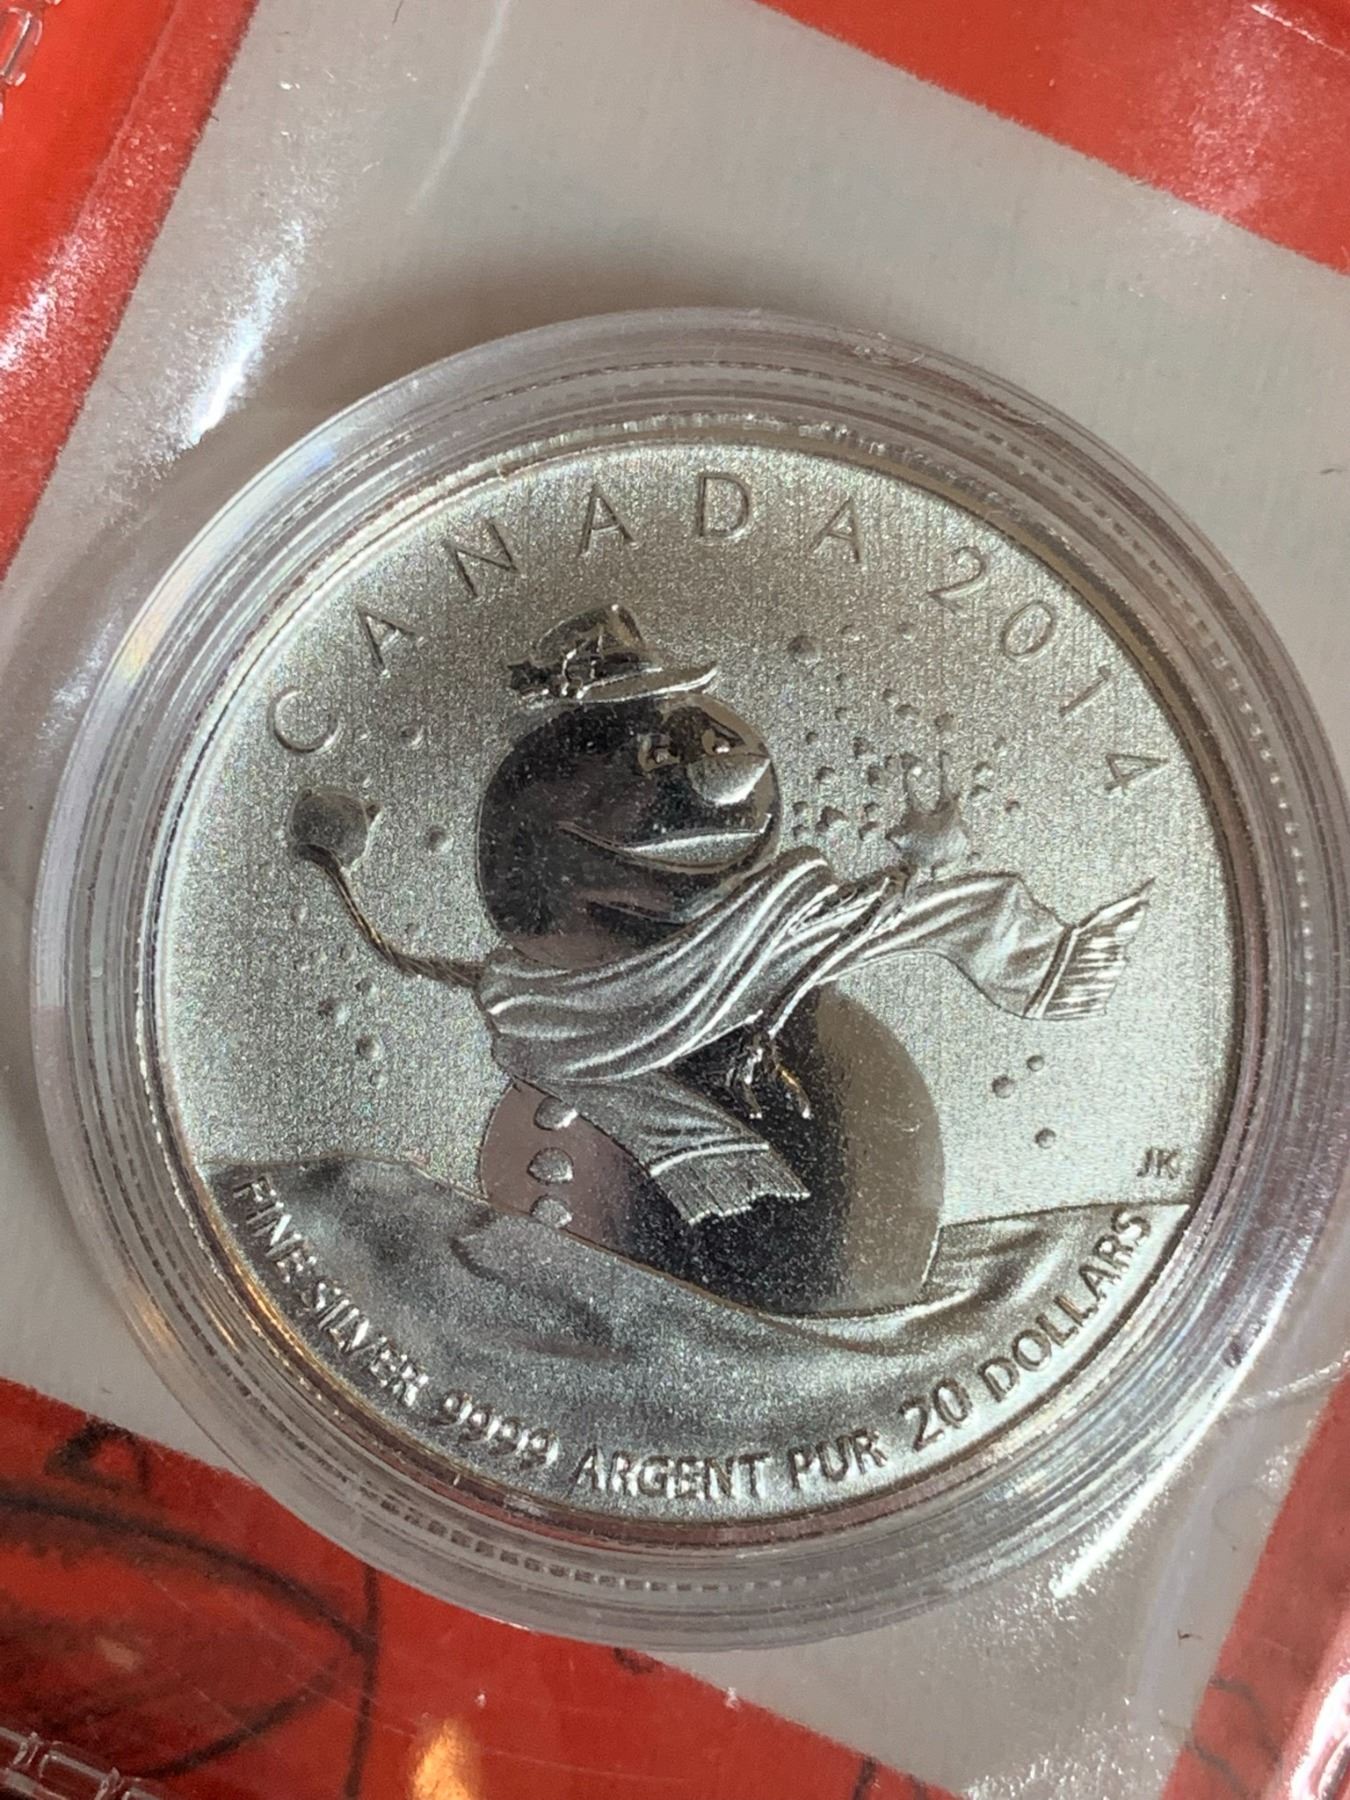 CANADA 2014
JK
FINE SILVER 9999 ARGENT PUR 20 DOLLARS